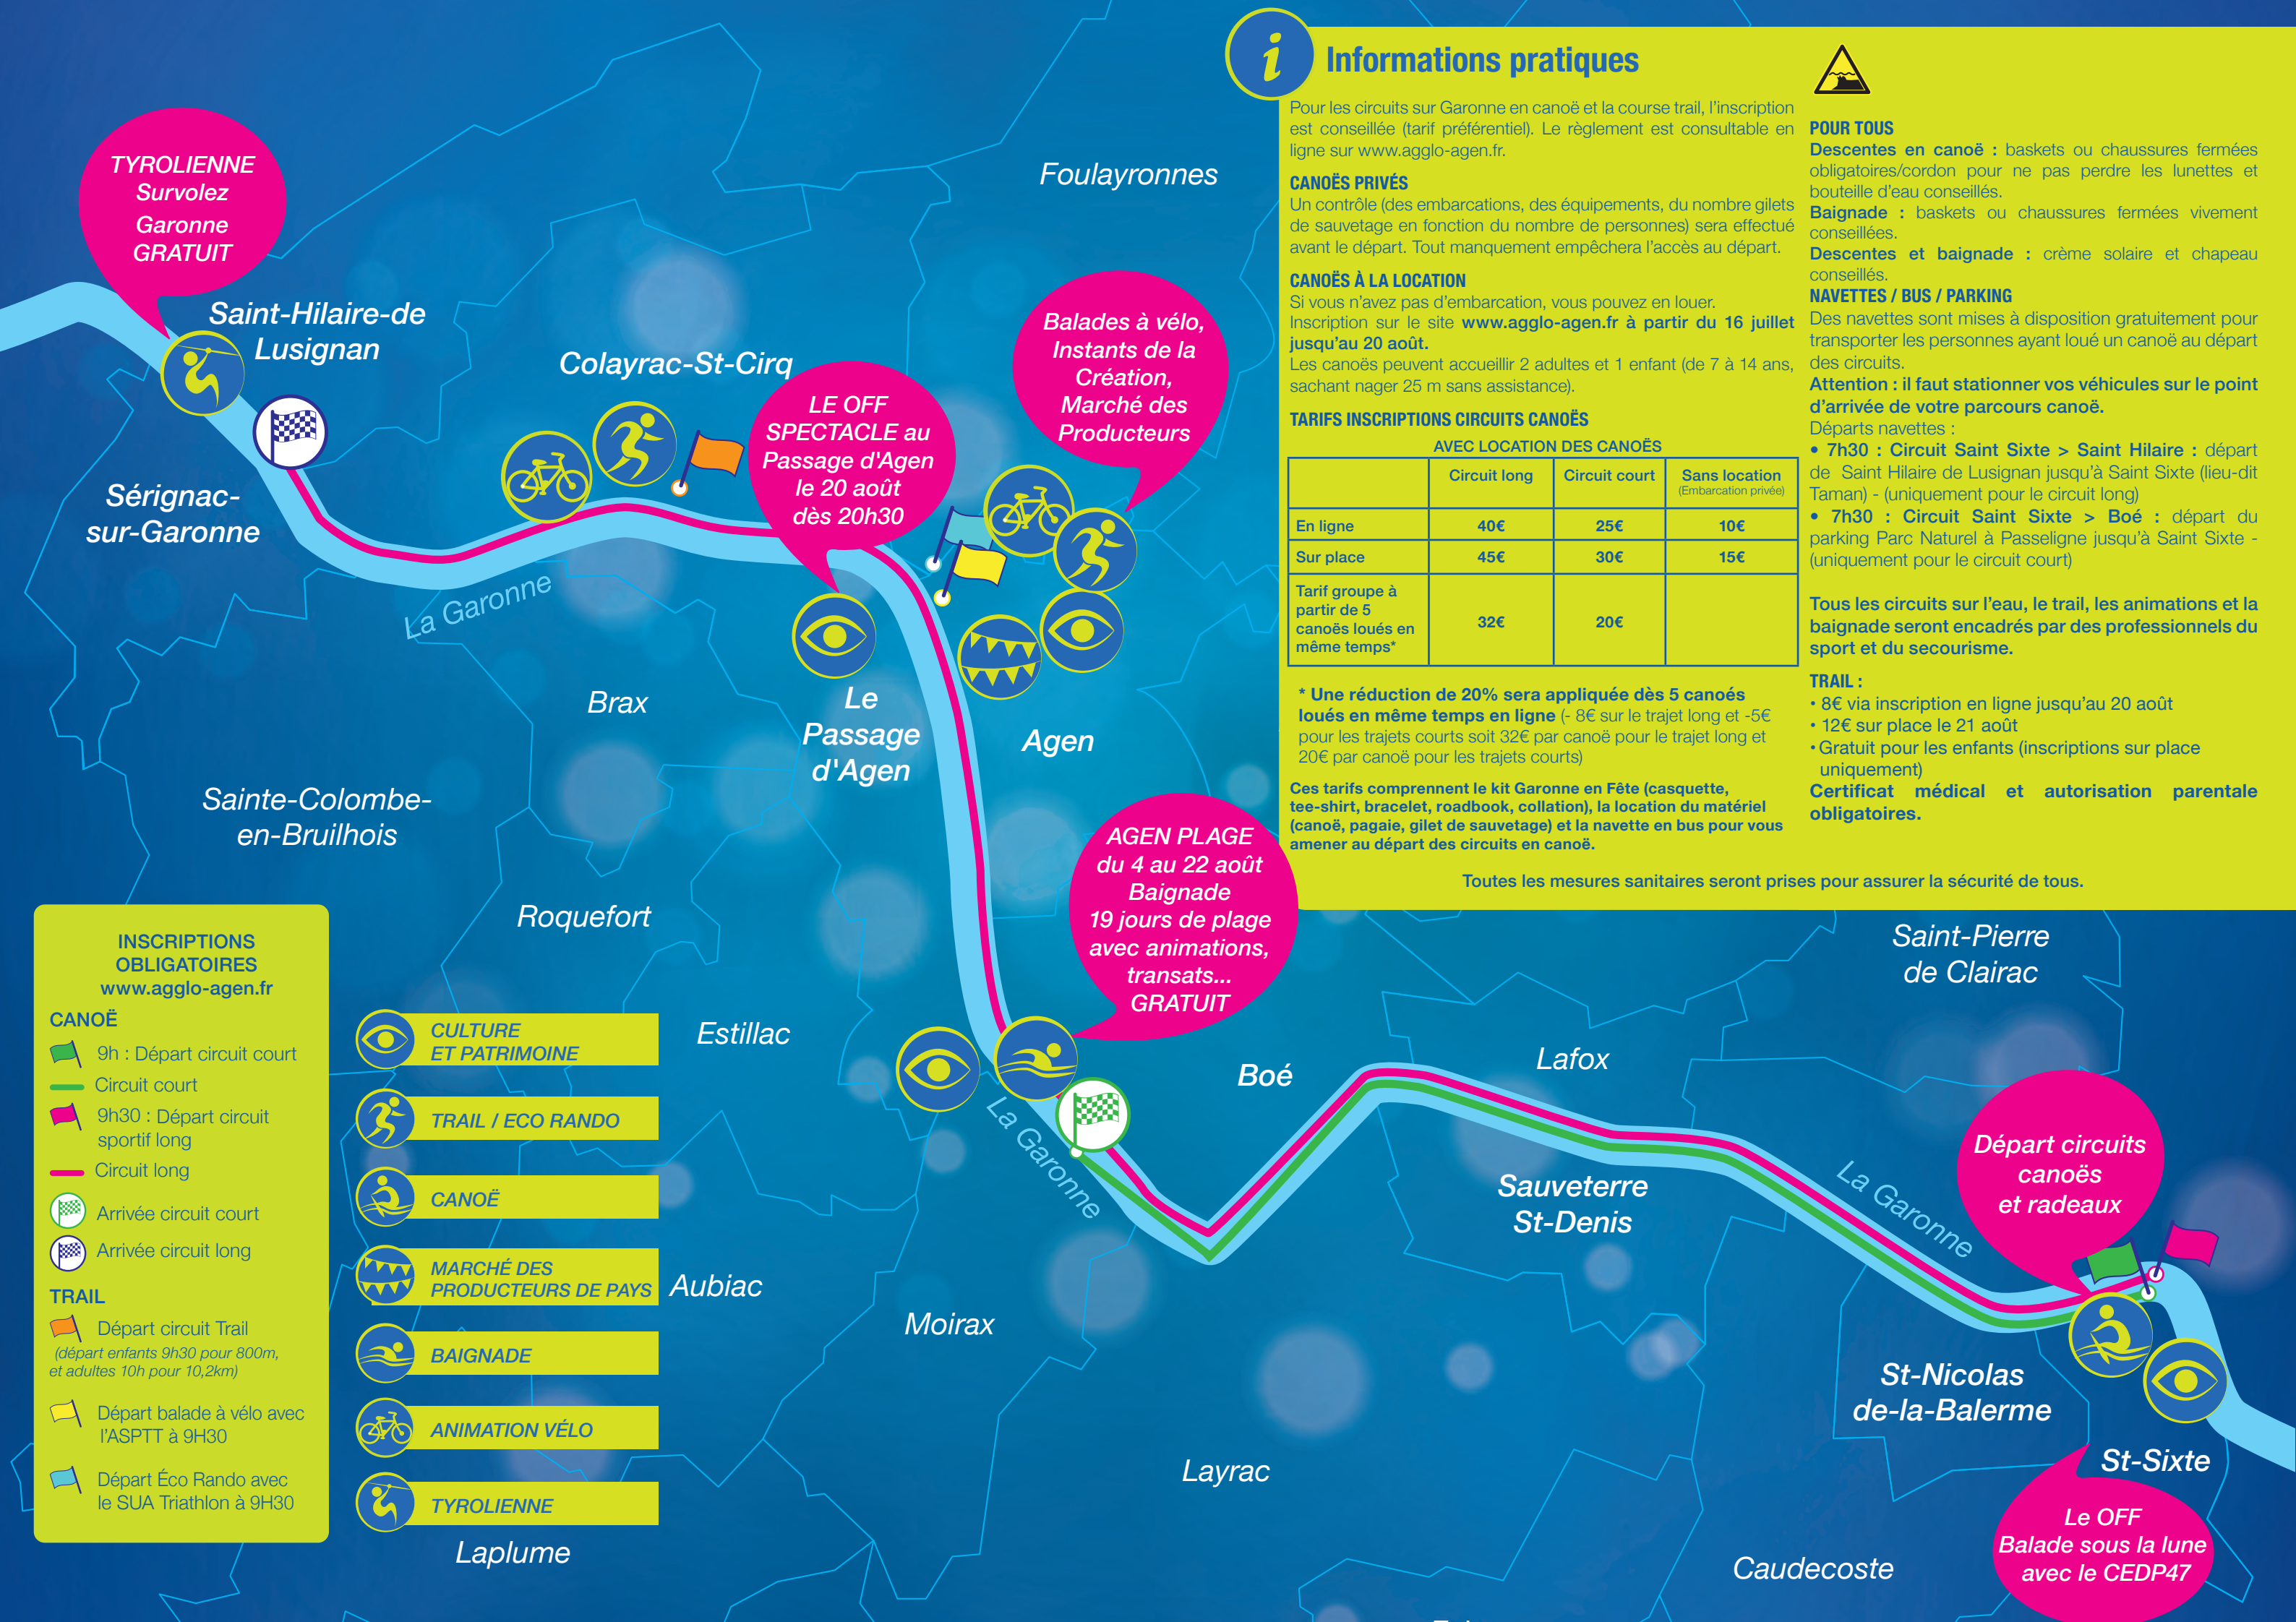 TYROLIENNE
Survolez
Garonne
GRATUIT
Saint-Hilaire-de
Lusignan
Sérignac-
sur-Garonne
Colayrac-St-Cirq
Foulayronnes
LE OFF
SPECTACLE au
Passage d'Agen
le 20 août
dès 20h30
Balades à vélo,
Instants de la
Création,
Marché des
Producteurs
La Garonne
Brax
Le
Passage
d'Agen
Agen
Sainte-Colombe-
en-Bruilhois
Roquefort
Estillac
AGEN PLAGE
du 4 au 22 août
Baignade
19 jours de plage
avec animations,
transats...
GRATUIT
i
Informations pratiques
Pour les circuits sur Garonne en canoë et la course trail, l'inscription
est conseillée (tarif préférentiel). Le règlement est consultable en
ligne sur www.agglo-agen.fr.
CANOËS PRIVÉS
Un contrôle (des embarcations, des équipements, du nombre gilets
de sauvetage en fonction du nombre de personnes) sera effectué
avant le départ. Tout manquement empêchera l'accès au départ.
CANOËS À LA LOCATION
Si vous n'avez pas d'embarcation, vous pouvez en louer.
Inscription sur le site www.agglo-agen.fr à partir du 16 juillet
jusqu'au 20 août.
Les canoës peuvent accueillir 2 adultes et 1 enfant (de 7 à 14 ans,
sachant nager 25 m sans assistance).
TARIFS INSCRIPTIONS CIRCUITS CANOËS
AVEC LOCATION DES CANOËS
Circuit long Circuit court Sans location
(Embarcation privée)
En ligne 40€ 25€ 10€
Sur place 45€ 30€ 15€
Tarif groupe à
partir de 5
canoës loués en
même temps*
32€ 20€
* Une réduction de 20% sera appliquée dès 5 canoés
loués en même temps en ligne (- 8€ sur le trajet long et -5€
pour les trajets courts soit 32€ par canoë pour le trajet long et
20€ par canoë pour les trajets courts)
Ces tarifs comprennent le kit Garonne en Fête (casquette,
tee-shirt, bracelet, roadbook, collation), la location du matériel
(canoë, pagaie, gilet de sauvetage) et la navette en bus pour vous
amener au départ des circuits en canoë.
POUR TOUS
Descentes en canoë : baskets ou chaussures fermées
obligatoires/cordon pour ne pas perdre les lunettes et
bouteille d'eau conseillés.
Baignade : baskets ou chaussures fermées vivement
conseillées.
Descentes et baignade : crème solaire et chapeau
conseillés.
NAVETTES / BUS / PARKING
Des navettes sont mises à disposition gratuitement pour
transporter les personnes ayant loué un canoë au départ
des circuits.
Attention : il faut stationner vos véhicules sur le point
d'arrivée de votre parcours canoë.
Départs navettes :
• 7h30 : Circuit Saint Sixte > Saint Hilaire : départ
de Saint Hilaire de Lusignan jusqu'à Saint Sixte (lieu-dit
Taman) - (uniquement pour le circuit long)
• 7h30 : Circuit Saint Sixte > Boé : départ du
parking Parc Naturel à Passeligne jusqu'à Saint Sixte -
(uniquement pour le circuit court)
Tous les circuits sur l'eau, le trail, les animations et la
baignade seront encadrés par des professionnels du
sport et du secourisme.
TRAIL :
• 8€ via inscription en ligne jusqu'au 20 août
• 12€ sur place le 21 août
• Gratuit pour les enfants (inscriptions sur place
uniquement)
Certificat médical et autorisation parentale
obligatoires.
Toutes les mesures sanitaires seront prises pour assurer la sécurité de tous.
INSCRIPTIONS
OBLIGATOIRES
www.agglo-agen.fr
CANOË
9h : Départ circuit court
Circuit court
9h30 : Départ circuit
sportif long
Circuit long
Arrivée circuit court
Arrivée circuit long
TRAIL
Départ circuit Trail
(départ enfants 9h30 pour 800m,
et adultes 10h pour 10,2km)
Départ balade à vélo avec
l'ASPTT à 9H30
Départ Éco Rando avec
le SUA Triathlon à 9H30
CULTURE
ET PATRIMOINE
TRAIL / ECO RANDO
CANOË
MARCHÉ DES
PRODUCTEURS DE PAYS
BAIGNADE
ANIMATION VÉLO
TYROLIENNE
Aubiac
Laplume
Moirax
Layrac
La Garonne
Boé
Lafox
Saint-Pierre
de Clairac
Sauveterre
St-Denis
La Garonne
Départ circuits
canoës
et radeaux
St-Nicolas
de-la-Balerme
St-Sixte
Le OFF
Balade sous la lune
avec le CEDP47
Caudecoste